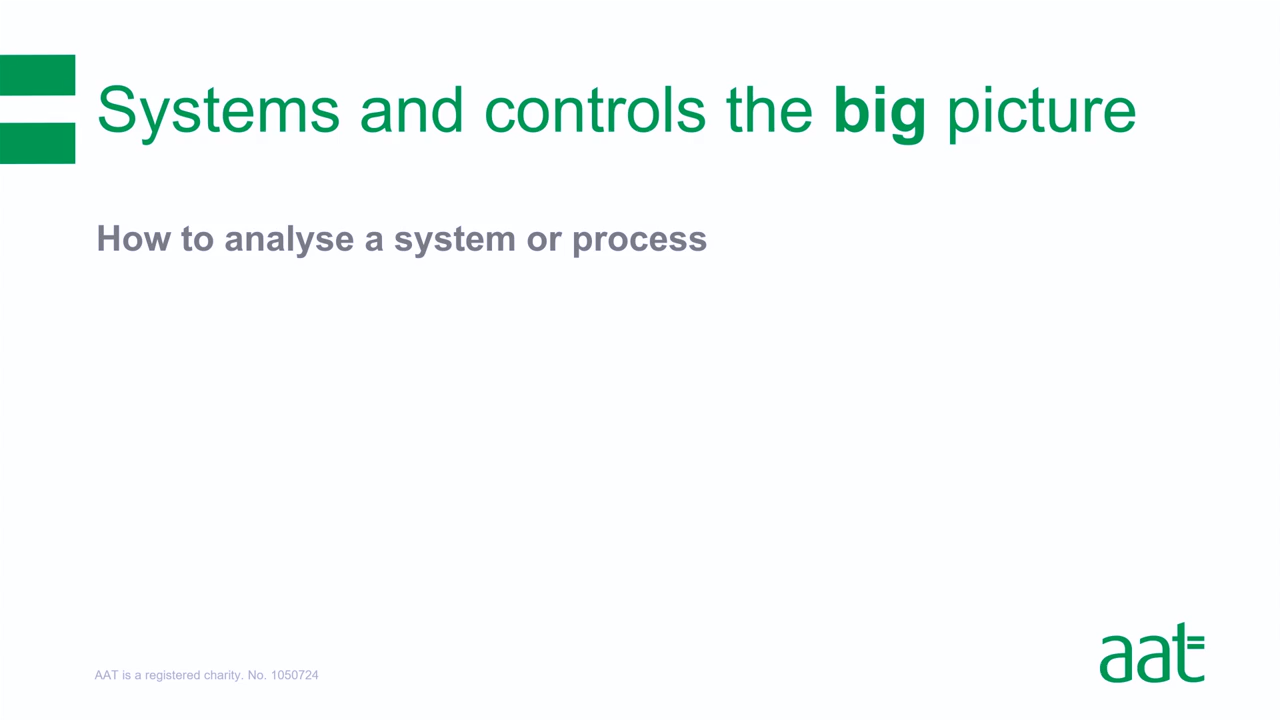 Systems and controls the big picture
How to analyse a system or process
AAT is a registered charity. No. 1050724
aat